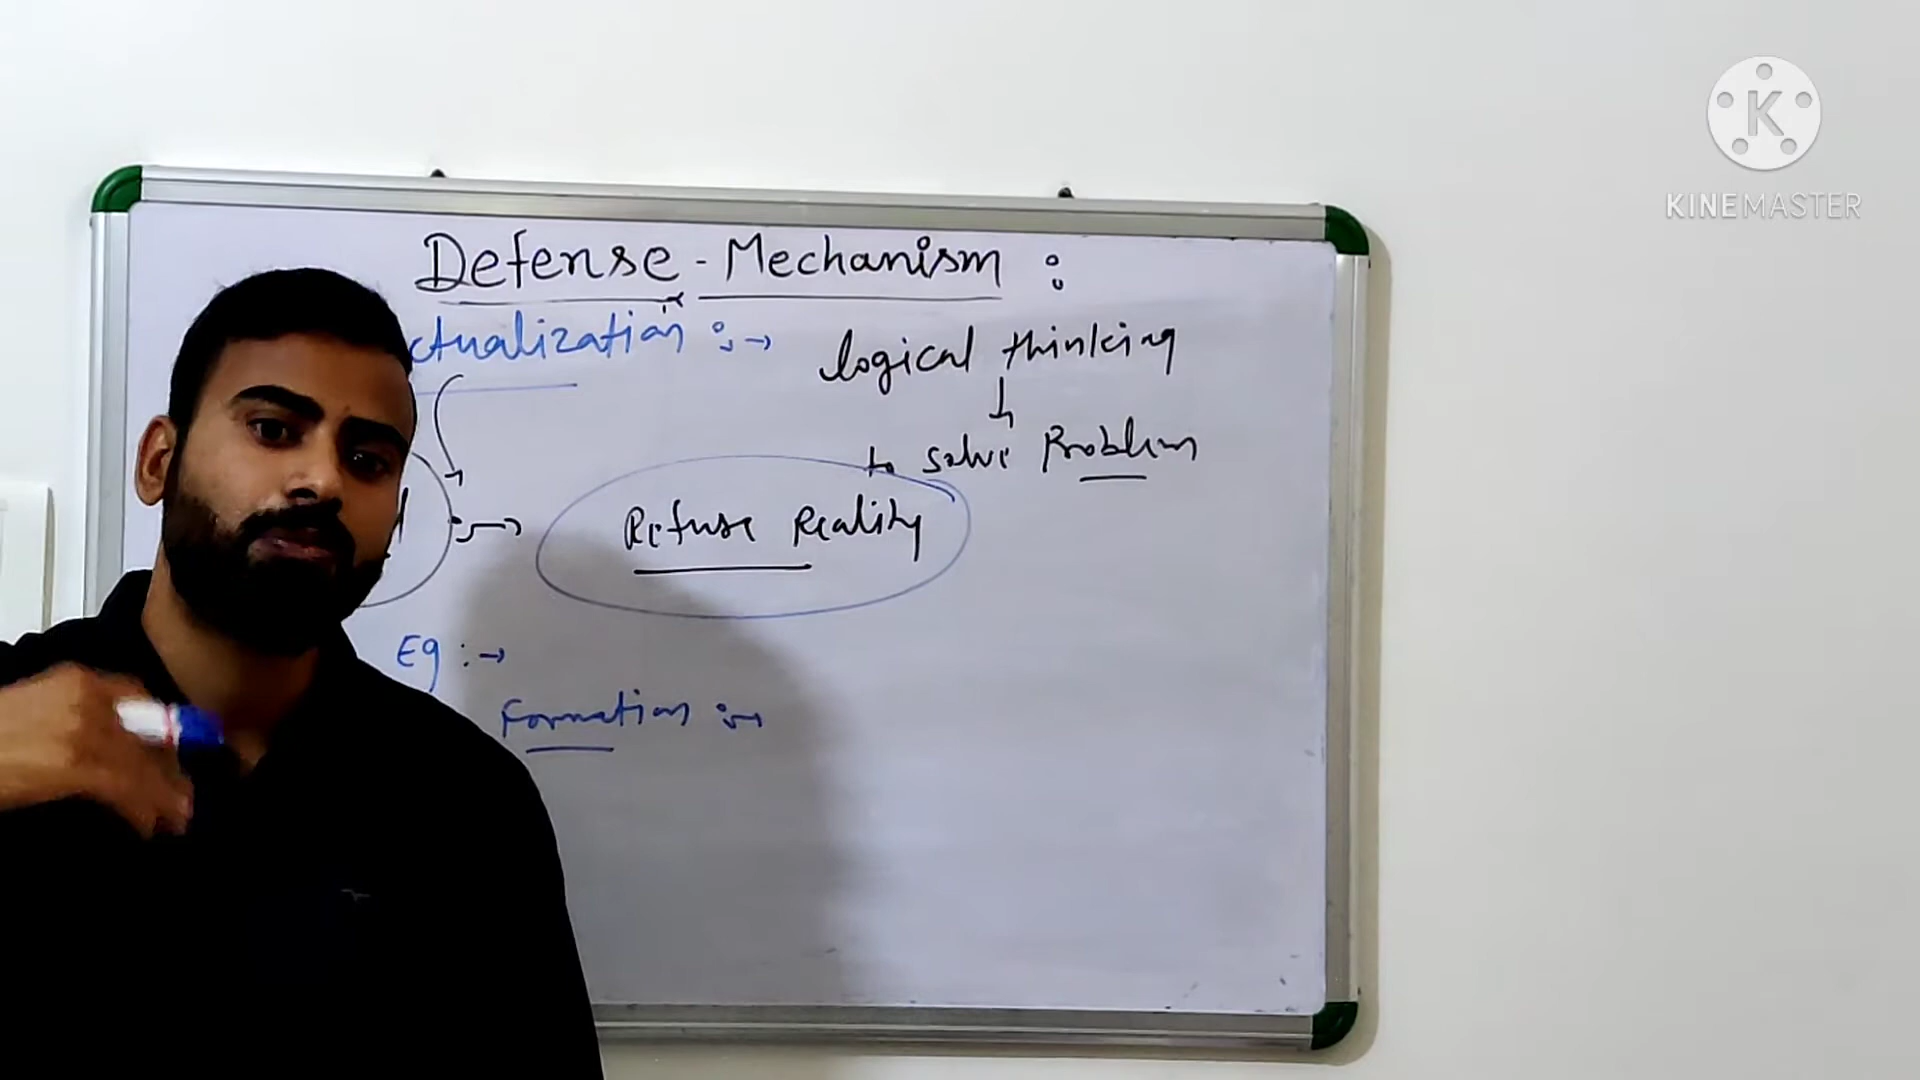 Defense - Mechanism :
ctualization :→ logical thinking
to solve Problem
Refuse Reality
Eg :→
Formation :→
KINEMASTER